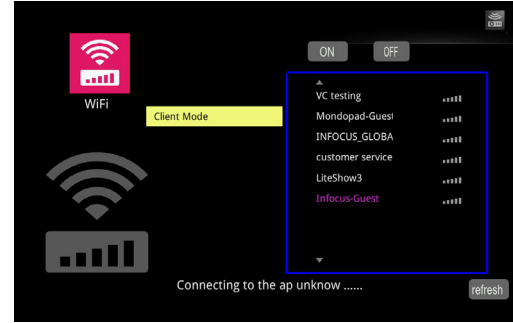 ON OFF
WiFi
Client Mode
VC testing
Mondopad-Guest
INFOCUS_GLOBA
customer service
LiteShow3
Infocus-Guest
Connecting to the ap unknow ......
refresh